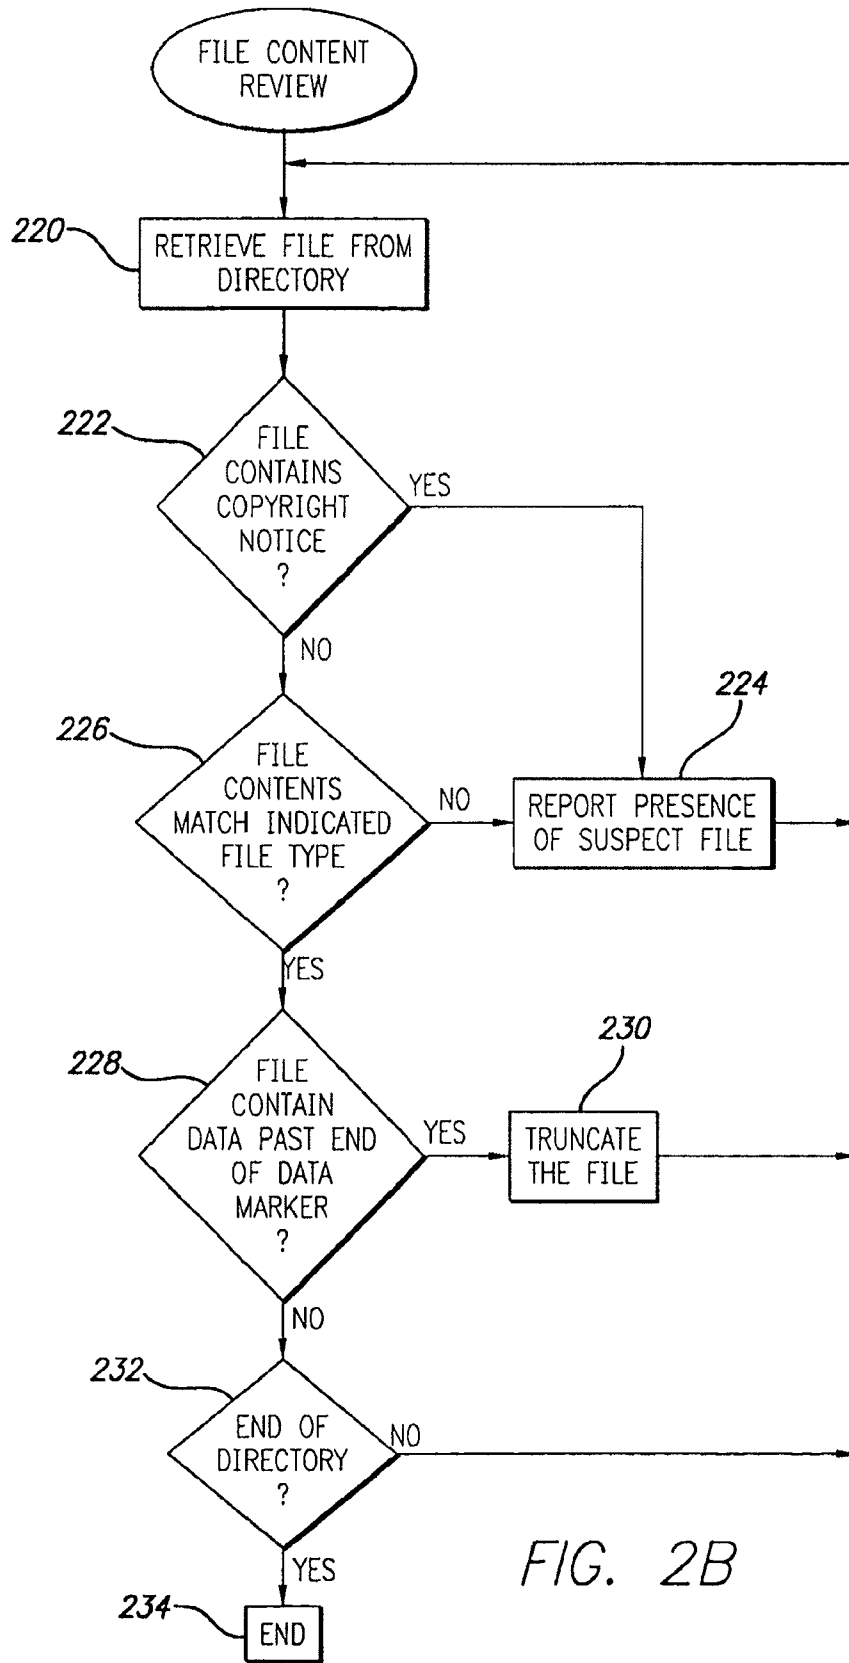 FILE CONTENT
REVIEW
220
RETRIEVE FILE FROM
DIRECTORY
222
FILE
CONTAINS
COPYRIGHT
NOTICE
?
YES
NO
224
226
FILE
CONTENTS
MATCH INDICATED
FILE TYPE
?
NO
REPORT PRESENCE
OF SUSPECT FILE
YES
228
230
FILE
CONTAIN
DATA PAST END
OF DATA
MARKER
?
YES
TRUNCATE
THE FILE
NO
232
END OF
DIRECTORY
?
NO
YES
FIG. 2B
234
END